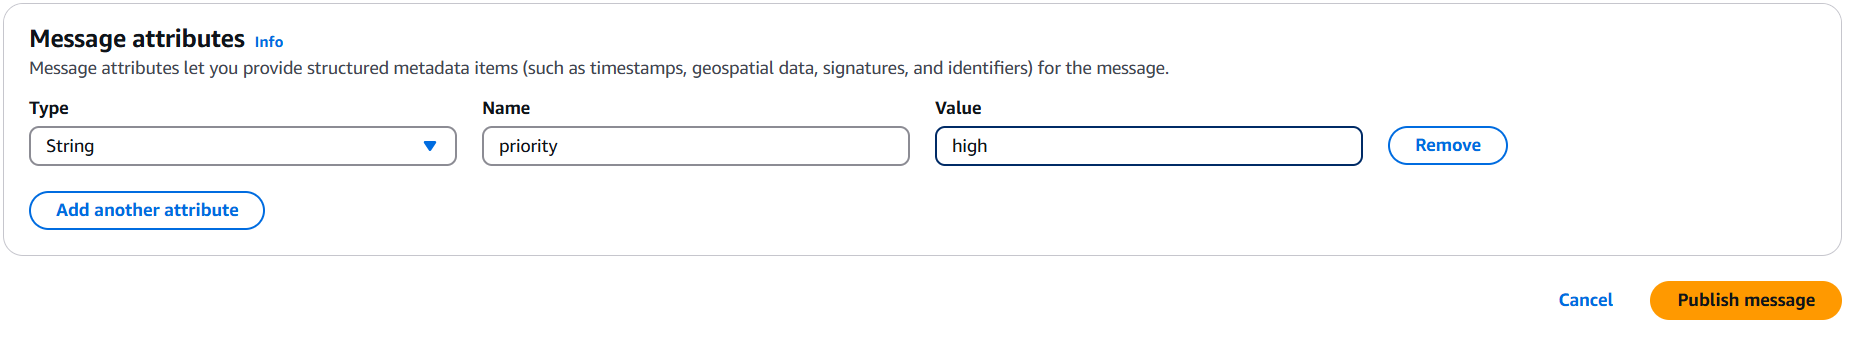 Message attributes Info
Message attributes let you provide structured metadata items (such as timestamps, geospatial data, signatures, and identifiers) for the message.
Type Name Value
String priority high Remove
Add another attribute
Cancel Publish message